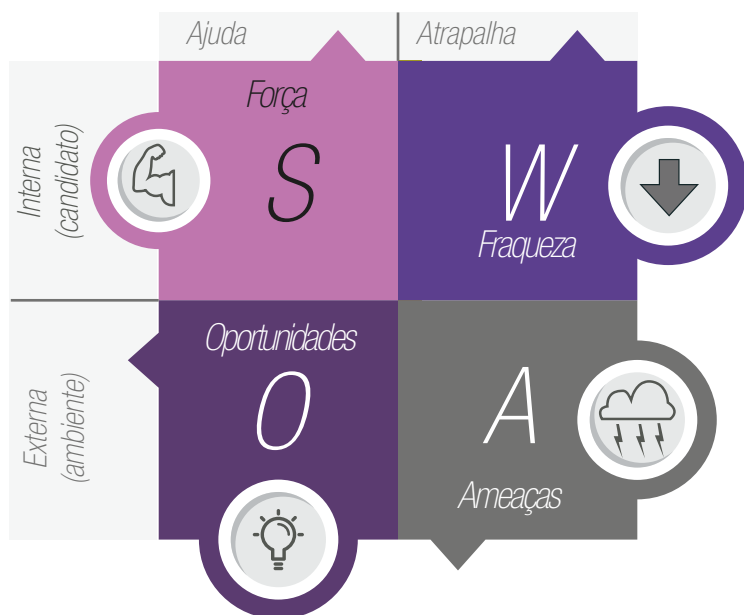 Ajuda
Atrapalha
Interna
(candidato)
Força
S
W
Fraqueza
Externa
(ambiente)
Oportunidades
O
A
Ameaças